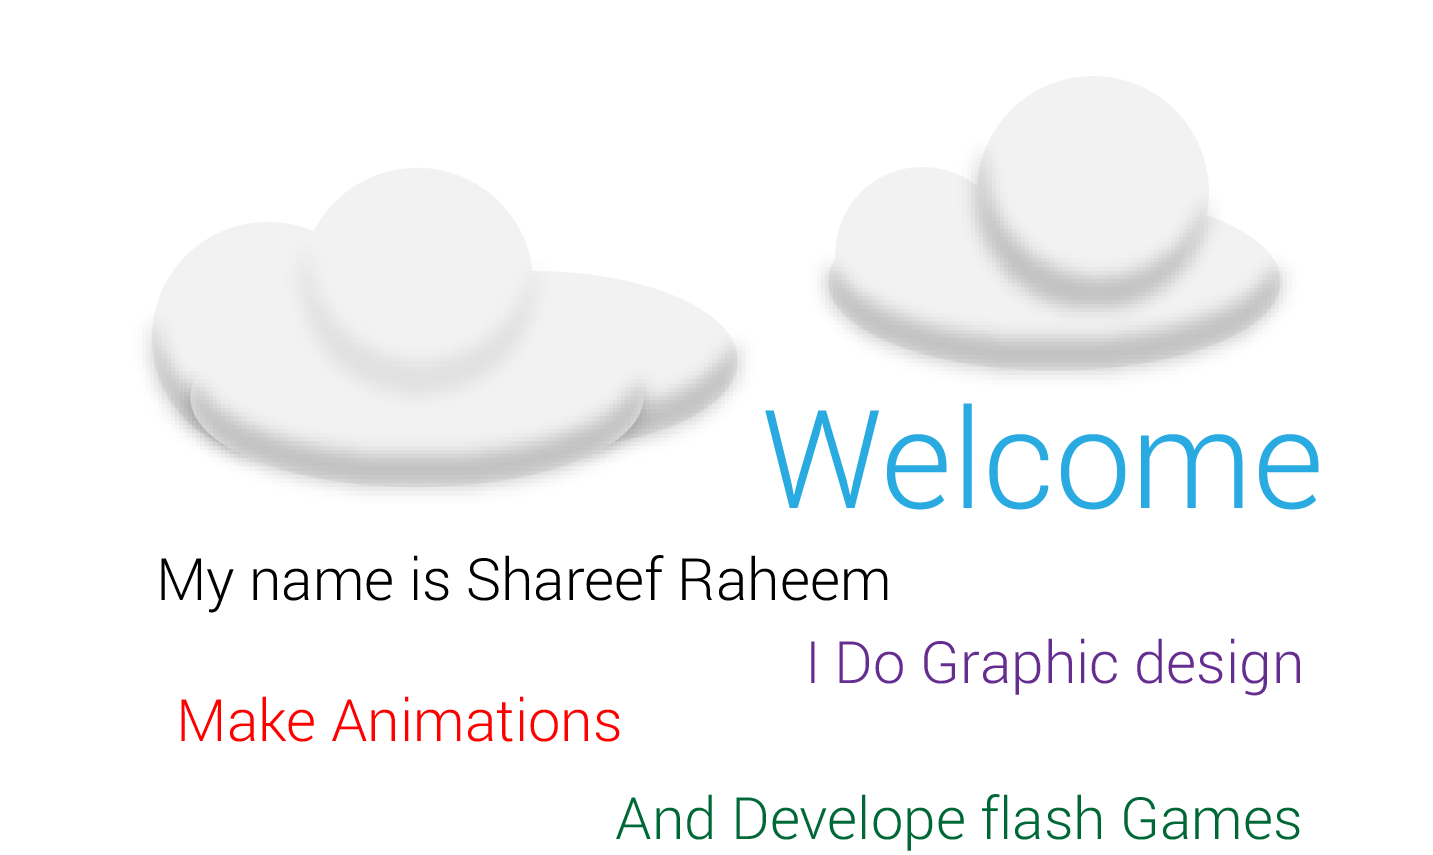 Welcome
My name is Shareef Raheem
I Do Graphic design
Make Animations
And Develope flash Games